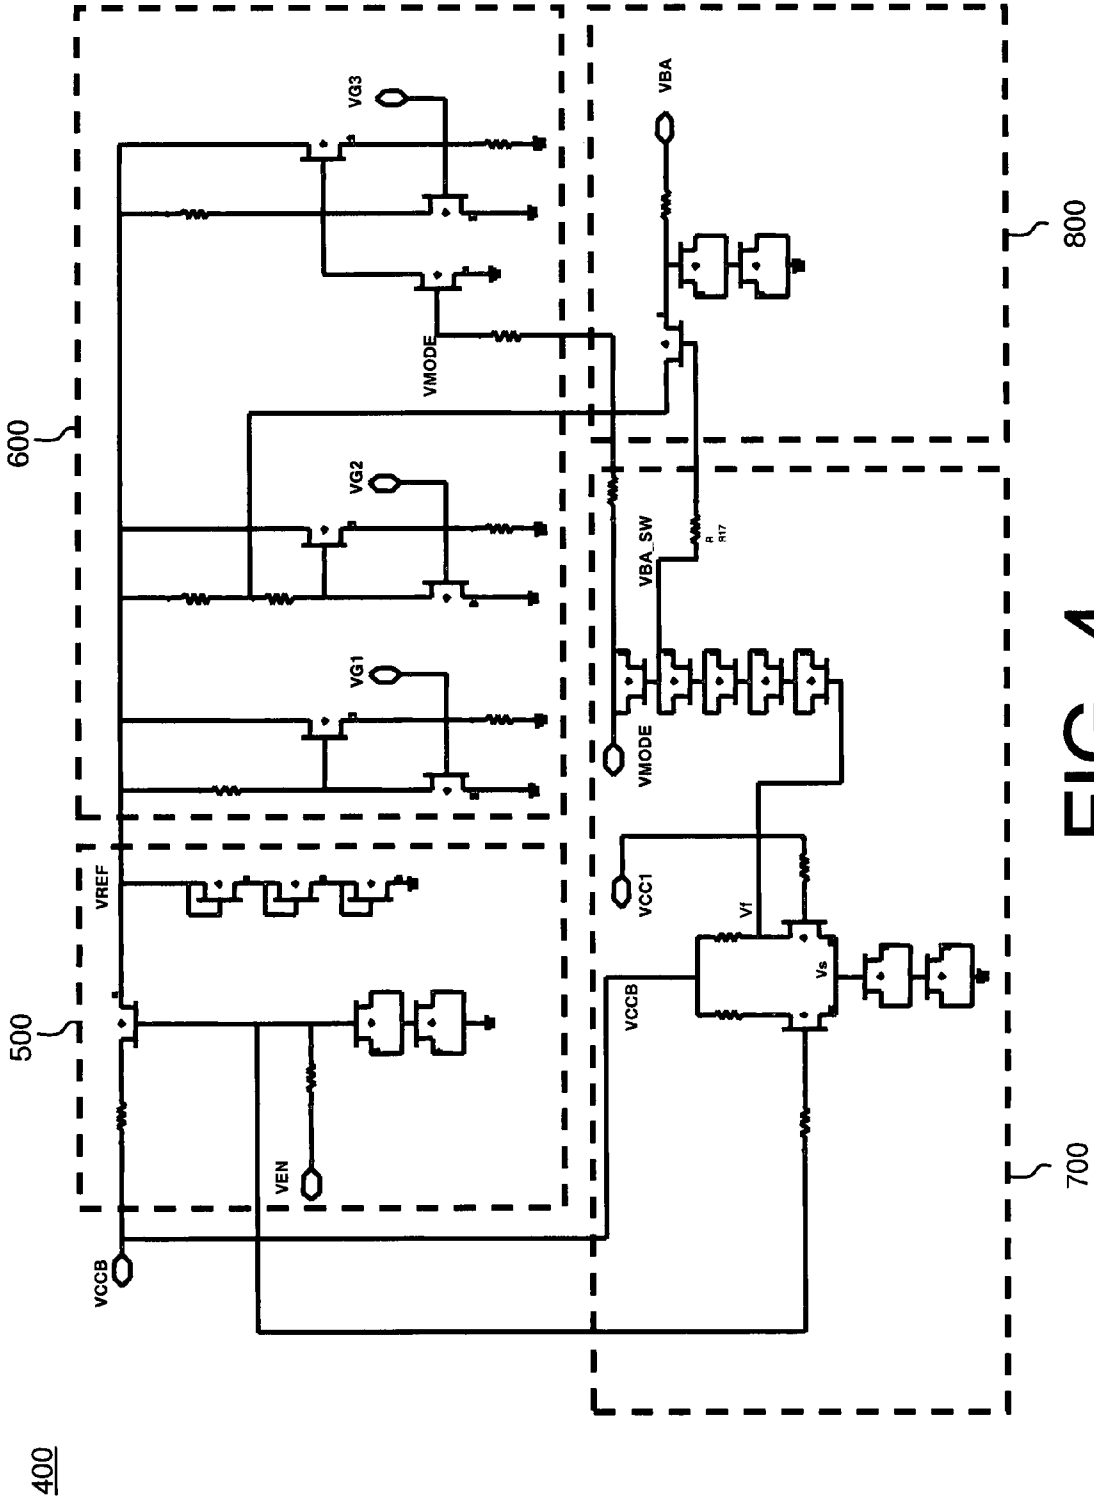 400
500
600
VCCB
VEN
VREF
VG1
VG2
VG3
VMODE
VCCB
VCC1
Vf
Vs
VMODE
VBA_SW
R
R17
VBA
700
800
FIG. 4